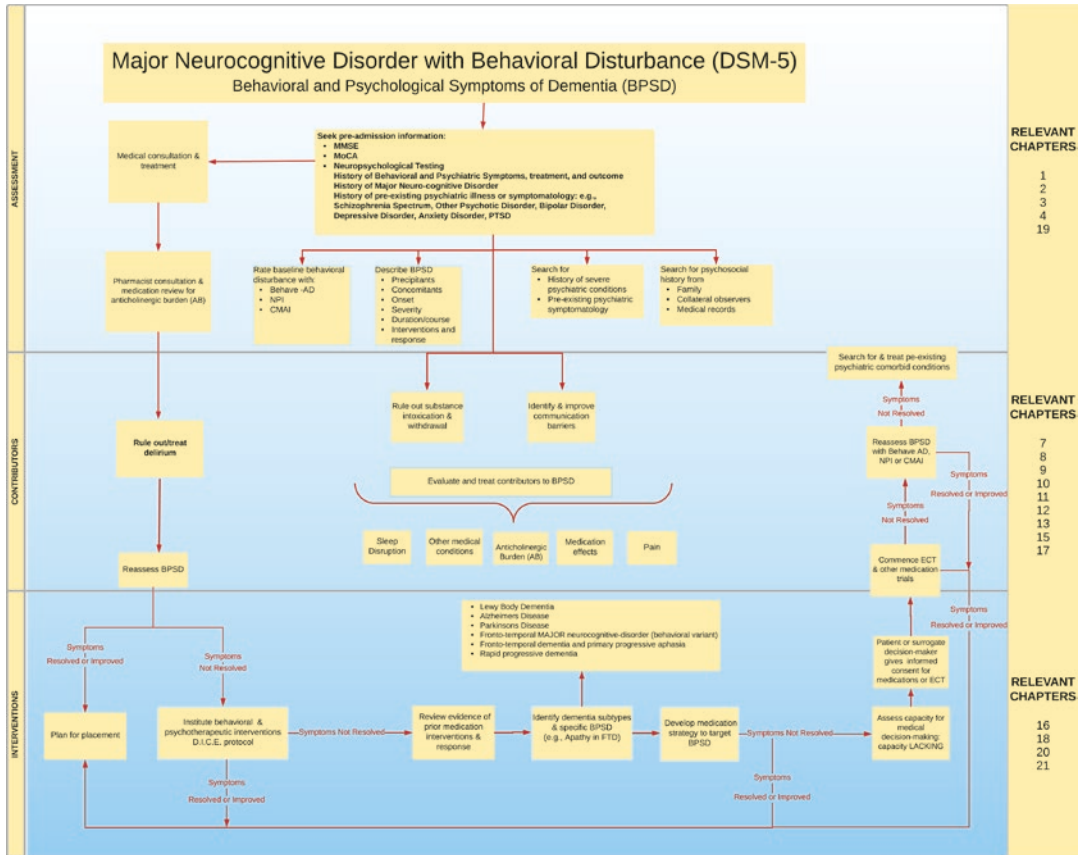 Major Neurocognitive Disorder with Behavioral Disturbance (DSM-5)
Behavioral and Psychological Symptoms of Dementia (BPSD)
ASSESSMENT
Medical consultation &
treatment
Seek pre-admission information:
• MMSE
• MoCA
• Neuropsychological Testing
History of Behavioral and Psychiatric Symptoms, treatment, and outcome
History of Major Neuro-cognitive Disorder
History of pre-existing psychiatric illness or symptomatology: e.g.,
Schizophrenia Spectrum, Other Psychotic Disorder, Bipolar Disorder,
Depressive Disorder, Anxiety Disorder, PTSD
RELEVANT
CHAPTERS
1
2
3
4
19
Pharmacist consultation &
medication review for
anticholinergic burden (AB)
Rate baseline behavioral
disturbance with:
• Behave -AD
• NPI
• CMAI
Describe BPSD
• Precipitants
• Concomitants
• Onset
• Severity
• Duration/course
• Interventions and
response
Search for
• History of severe
psychiatric conditions
• Pre-existing psychiatric
symptomatology
Search for psychosocial
history from
• Family
• Collateral observers
• Medical records
CONTRIBUTORS
Rule out/treat
delirium
Reassess BPSD
Rule out substance
intoxication &
withdrawal
Identify & improve
communication
barriers
Evaluate and treat contributors to BPSD
Sleep
Disruption
Other medical
conditions
Anticholinergic
Burden (AB)
Medication
effects
Pain
Search for & treat pe-existing
psychiatric comorbid conditions
Symptoms
Not Resolved
Reassess BPSD
with Behave AD,
NPI or CMAI
Symptoms
Resolved or Improved
Symptoms
Not Resolved
Commence ECT
& other medication
trials
Symptoms
Resolved or Improved
RELEVANT
CHAPTERS
7
8
9
10
11
12
13
15
17
INTERVENTIONS
Symptoms
Resolved or Improved
Symptoms
Not Resolved
Plan for placement
Institute behavioral &
psychotherapeutic interventions
D.I.C.E. protocol
Symptoms
Resolved or Improved
Symptoms Not Resolved
Review evidence of
prior medication
interventions &
response
• Lewy Body Dementia
• Alzheimers Disease
• Parkinsons Disease
• Fronto-temporal MAJOR neurocognitive-disorder (behavioral variant)
• Fronto-temporal dementia and primary progressive aphasia
• Rapid progressive dementia
Identify dementia subtypes
& specific BPSD
(e.g., Apathy in FTD)
Develop medication
strategy to target
BPSD
Symptoms Not Resolved
Symptoms
Resolved or Improved
Patient or surrogate
decision-maker
gives informed
consent for
medications or ECT
Assess capacity for
medical
decision-making:
capacity LACKING
RELEVANT
CHAPTERS
16
18
20
21